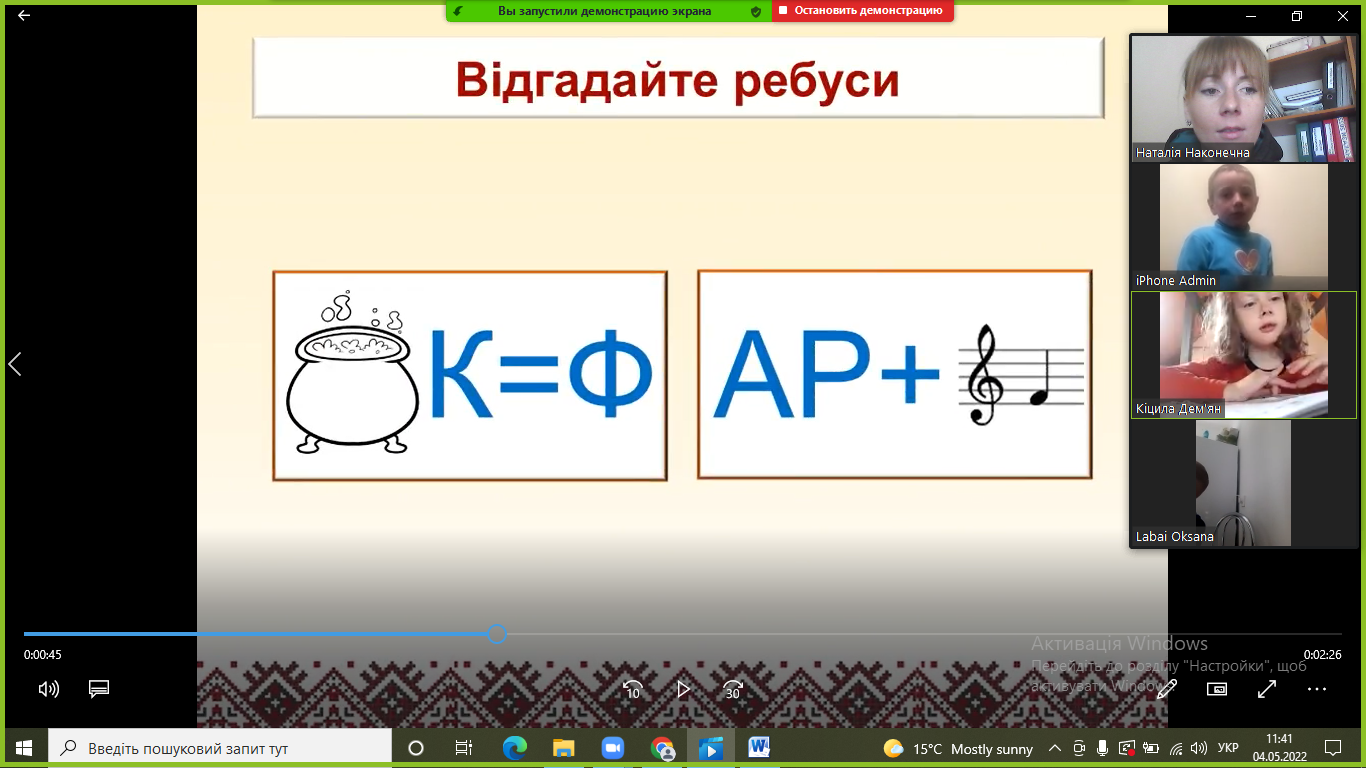 Вы запустили демонстрацию экрана
Остановить демонстрацию
Відгадайте ребуси
К=Ф
АР+
Наталія Наконечна
iPhone Admin
Кіцила Дем'ян
Labai Oksana
0:00:45
0:02:26
Активація Windows
Перейдіть до розділу "Настройки", щоб
активувати Windows
10
30
Введіть пошуковий запит тут
15°C Mostly sunny
УКР
11:41
04.05.2022